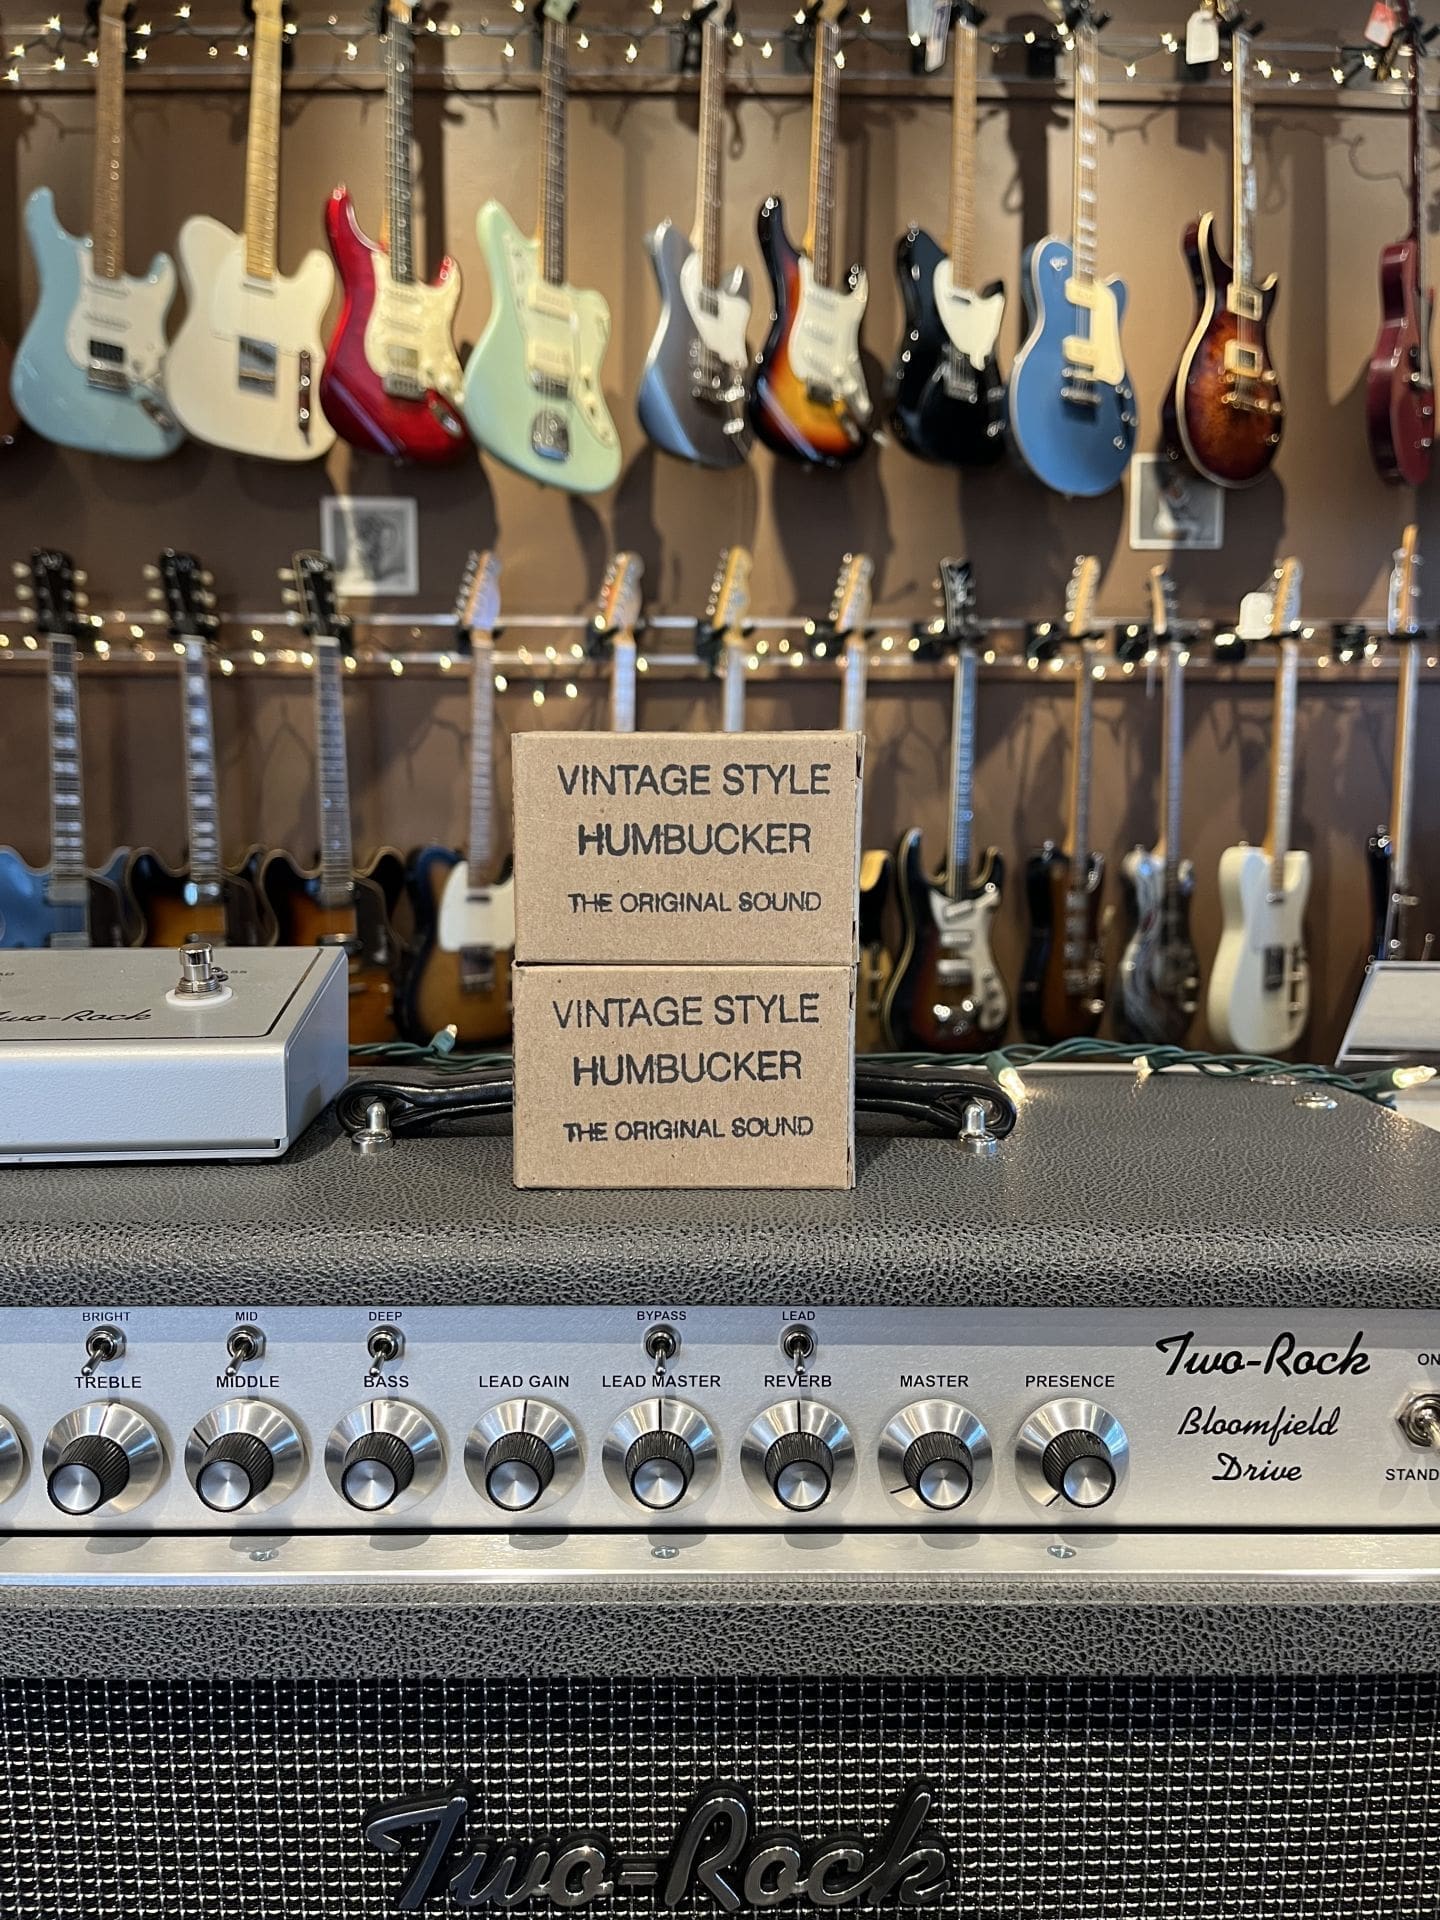 VINTAGE STYLE
HUMBUCKER
THE ORIGINAL SOUND
VINTAGE STYLE
HUMBUCKER
THE ORIGINAL SOUND
Two-Rock
BRIGHT MID DEEP BYPASS LEAD
TREBLE MIDDLE BASS LEAD GAIN LEAD MASTER REVERB MASTER PRESENCE
Two-Rock
Bloomfield
Drive
ON
STAND
Two-Rock